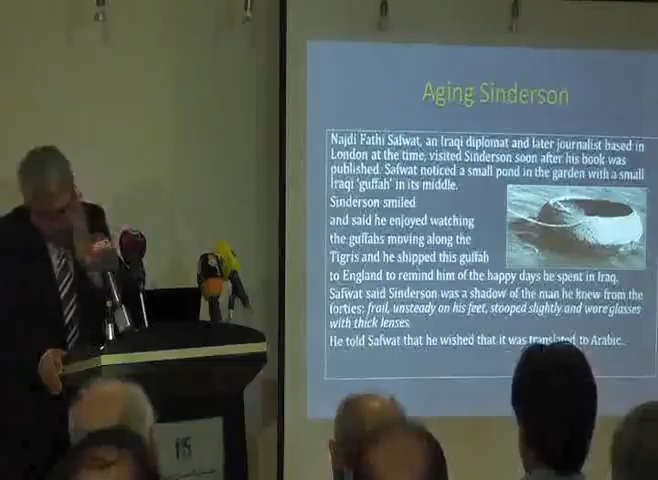 Aging Sinderson
Najdi Fathi Safwat, an Iraqi diplomat and later journalist based in
London at the time, visited Sinderson soon after his book was
published. Safwat noticed a small pond in the garden with a small
Iraqi 'guffah' in its middle.
Sinderson smiled
and said he enjoyed watching
the guffahs moving along the
Tigris and he shipped this guffah
to England to remind him of the happy days he spent in Iraq.
Safwat said Sinderson was a shadow of the man he knew from the
forties: frail, unsteady on his feet, stooped slightly and wore glasses
with thick lenses.
He told Safwat that he wished that it was translated to Arabic.